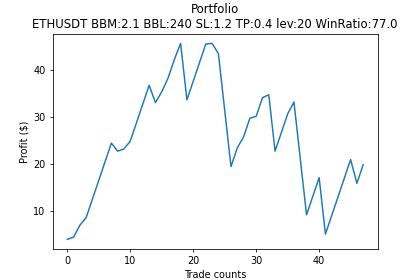 Portfolio
ETHUSDT BBM:2.1 BBL:240 SL:1.2 TP:0.4 lev:20 WinRatio:77.0
40
30
20
10
Profit ($)
0 10 20 30 40
Trade counts